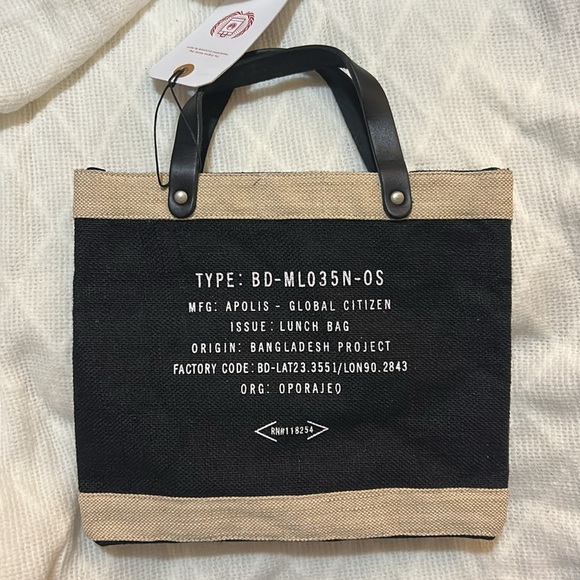 TYPE: BD-ML035N-OS
MFG: APOLIS - GLOBAL CITIZEN
ISSUE: LUNCH BAG
ORIGIN: BANGLADESH PROJECT
FACTORY CODE: BD-LAT23.3551/LON90.2843
ORG: OPORAJEO
RN#118254